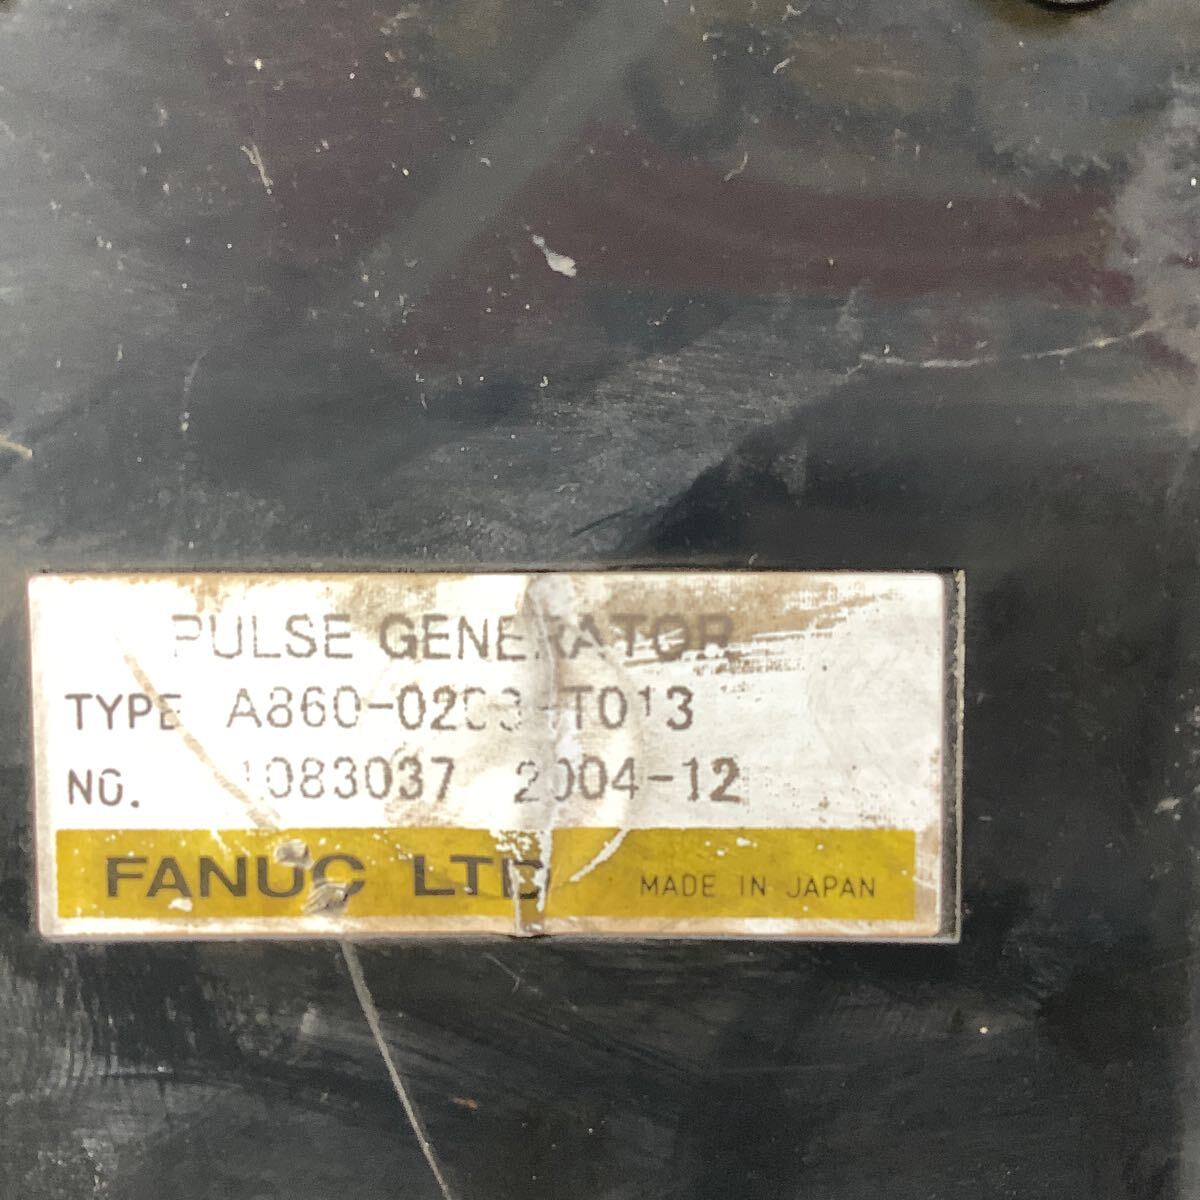 PULSE GENERATOR
TYPE A860-0203-T013
NO. 1083037 2004-12
FANUC LTD MADE IN JAPAN